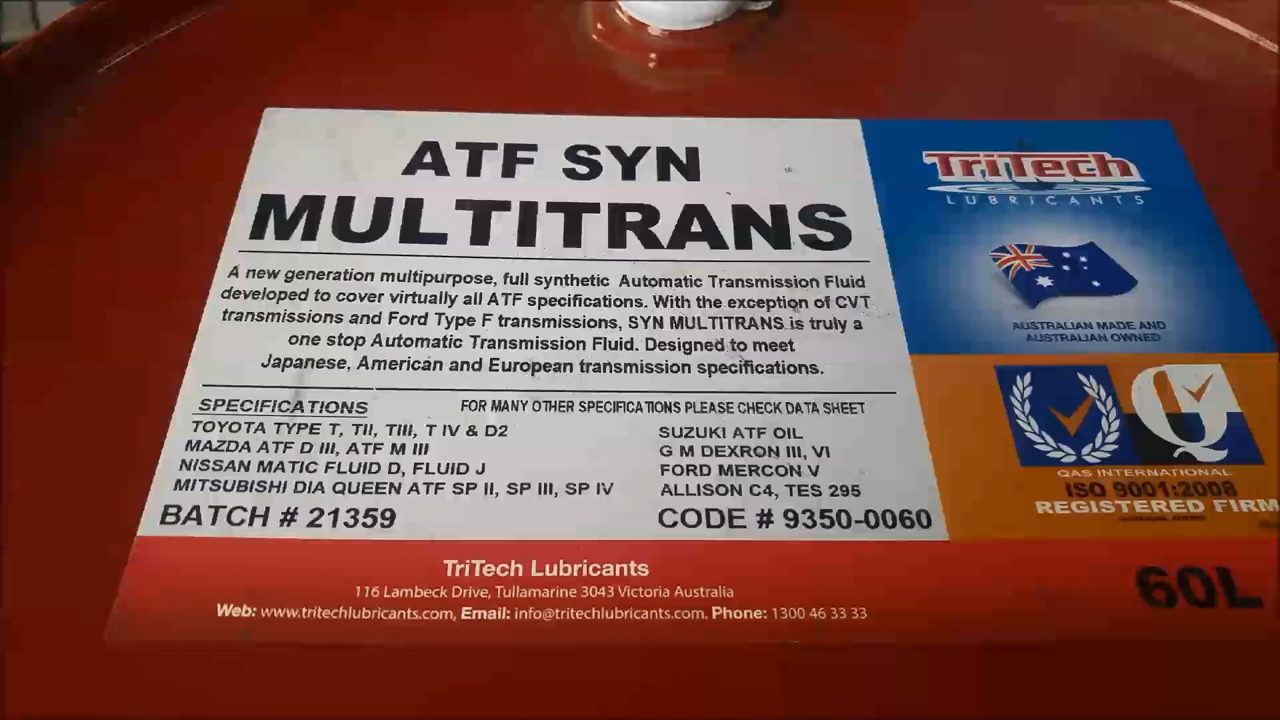 ATF SYN
MULTITRANS
A new generation multipurpose, full synthetic Automatic Transmission Fluid
developed to cover virtually all ATF specifications. With the exception of CVT
transmissions and Ford Type F transmissions, SYN MULTITRANS is truly a
one stop Automatic Transmission Fluid. Designed to meet
Japanese, American and European transmission specifications.
SPECIFICATIONS
FOR MANY OTHER SPECIFICATIONS PLEASE CHECK DATA SHEET
TOYOTA TYPE T, TII, TIII, T IV & D2
MAZDA ATF D III, ATF M III
NISSAN MATIC FLUID D, FLUID J
MITSUBISHI DIA QUEEN ATF SP II, SP III, SP IV
SUZUKI ATF OIL
G M DEXRON III, VI
FORD MERCON V
ALLISON C4, TES 295
BATCH # 21359
CODE # 9350-0060
TriTech
LUBRICANTS
AUSTRALIAN MADE AND
AUSTRALIAN OWNED
QAS INTERNATIONAL
ISO 9001:2008
REGISTERED FIRM
TriTech Lubricants
116 Lambeck Drive, Tullamarine 3043 Victoria Australia
Web: www.tritechlubricants.com, Email: info@tritechlubricants.com, Phone: 1300 46 33 33
60L